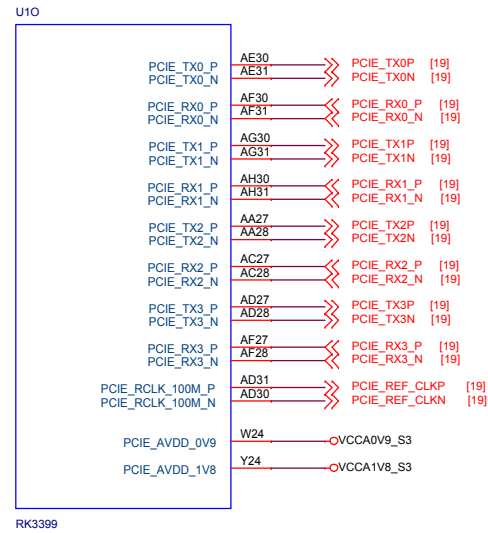 U1O
PCIE_TX0_P AE30 PCIE_TX0P [19]
PCIE_TX0_N AE31 PCIE_TX0N [19]
PCIE_RX0_P AF30 PCIE_RX0_P [19]
PCIE_RX0_N AF31 PCIE_RX0_N [19]
PCIE_TX1_P AG30 PCIE_TX1P [19]
PCIE_TX1_N AG31 PCIE_TX1N [19]
PCIE_RX1_P AH30 PCIE_RX1_P [19]
PCIE_RX1_N AH31 PCIE_RX1_N [19]
PCIE_TX2_P AA27 PCIE_TX2P [19]
PCIE_TX2_N AA28 PCIE_TX2N [19]
PCIE_RX2_P AC27 PCIE_RX2_P [19]
PCIE_RX2_N AC28 PCIE_RX2_N [19]
PCIE_TX3_P AD27 PCIE_TX3P [19]
PCIE_TX3_N AD28 PCIE_TX3N [19]
PCIE_RX3_P AF27 PCIE_RX3_P [19]
PCIE_RX3_N AF28 PCIE_RX3_N [19]
PCIE_RCLK_100M_P AD31 PCIE_REF_CLKP [19]
PCIE_RCLK_100M_N AD30 PCIE_REF_CLKN [19]
PCIE_AVDD_0V9 W24 VCCA0V9_S3
PCIE_AVDD_1V8 Y24 VCCA1V8_S3
RK3399